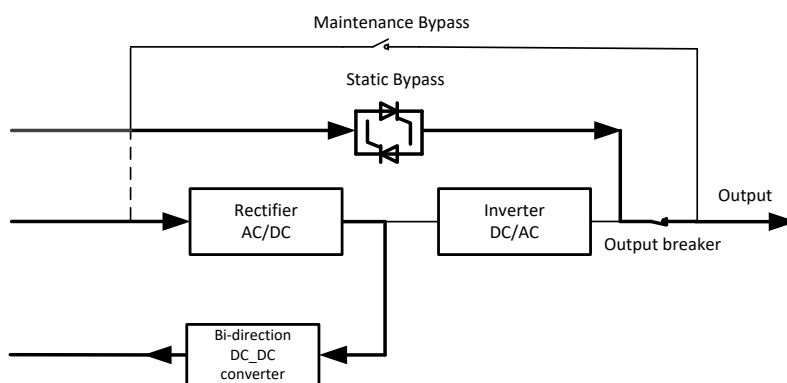 Maintenance Bypass
Static Bypass
Rectifier
AC/DC
Inverter
DC/AC
Output
Output breaker
Bi-direction
DC_DC
converter